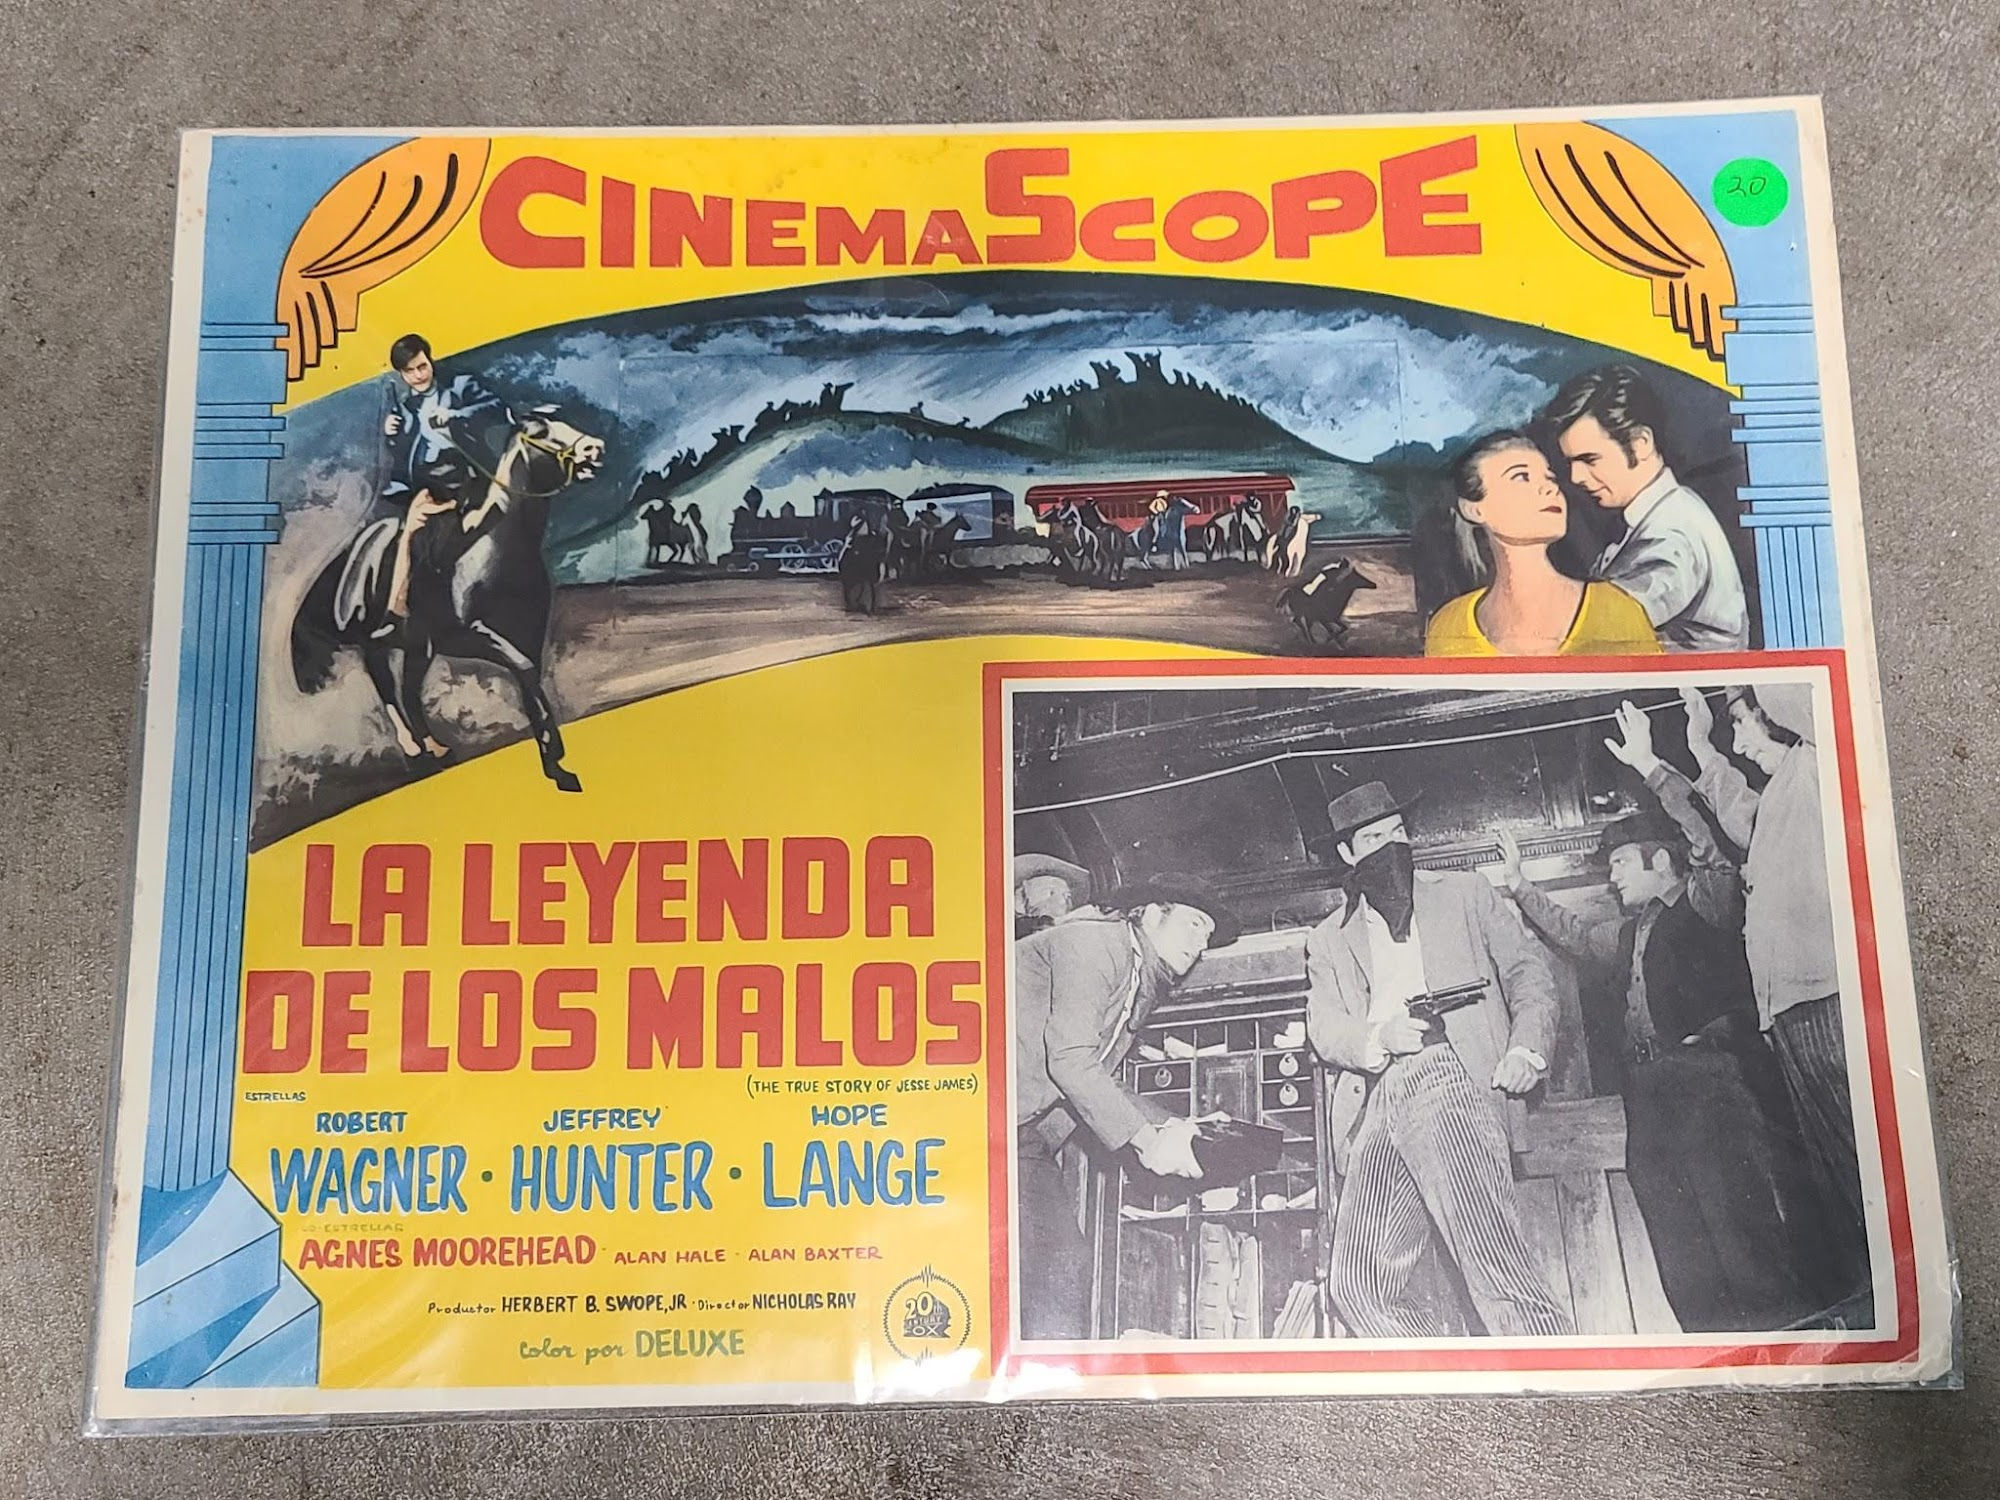 CINEMASCOPE
20
LA LEYENDA
DE LOS MALOS
(THE TRUE STORY OF JESSE JAMES)
ESTRELLAS
ROBERT JEFFREY HOPE
WAGNER · HUNTER · LANGE
CO-ESTRELLAS
AGNES MOOREHEAD · ALAN HALE · ALAN BAXTER
Productor HERBERT B. SWOPE, JR · Director NICHOLAS RAY
Color por DELUXE
20th
CENTURY
FOX